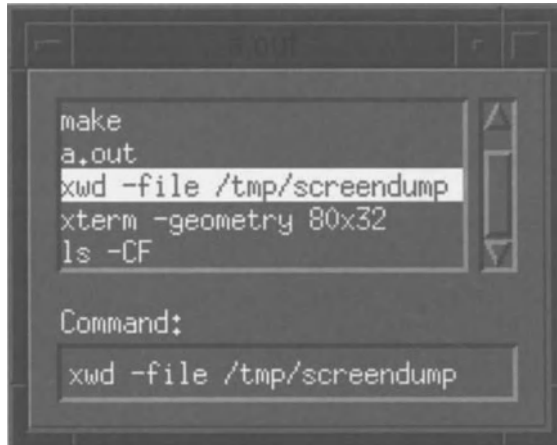 a.out
make
a.out
xwd -file /tmp/screendump
xterm -geometry 80x32
ls -CF
Command:
xwd -file /tmp/screendump